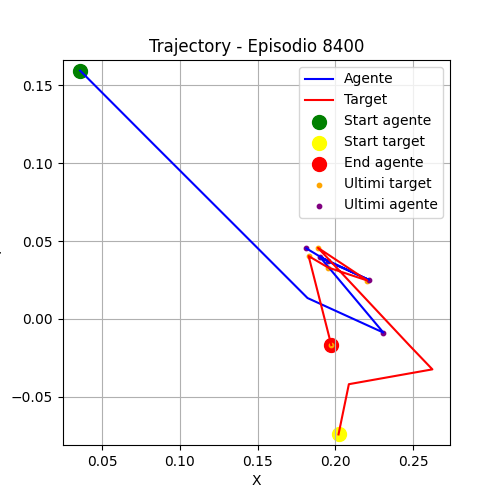 Trajectory - Episodio 8400
Agente
Target
Start agente
Start target
End agente
Ultimi target
Ultimi agente
0.15
0.10
0.05
0.00
−0.05
0.05
0.10
0.15
0.20
0.25
X